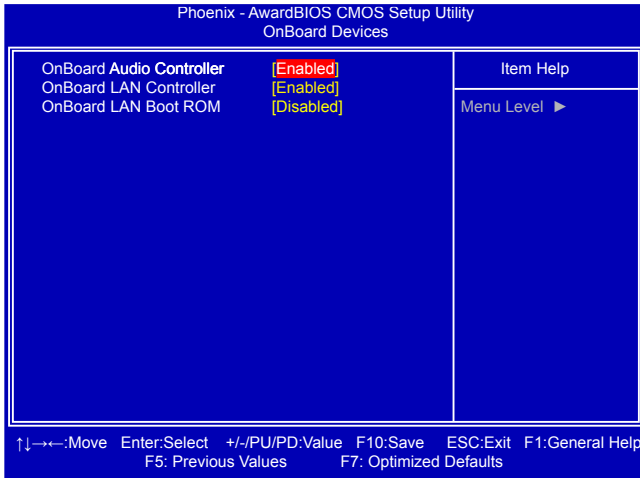 Phoenix - AwardBIOS CMOS Setup Utility
OnBoard Devices
OnBoard Audio Controller [Enabled]
OnBoard LAN Controller [Enabled]
OnBoard LAN Boot ROM [Disabled]
Item Help
Menu Level ►
↑↓→←:Move Enter:Select +/-/PU/PD:Value F10:Save ESC:Exit F1:General Help
F5: Previous Values F7: Optimized Defaults